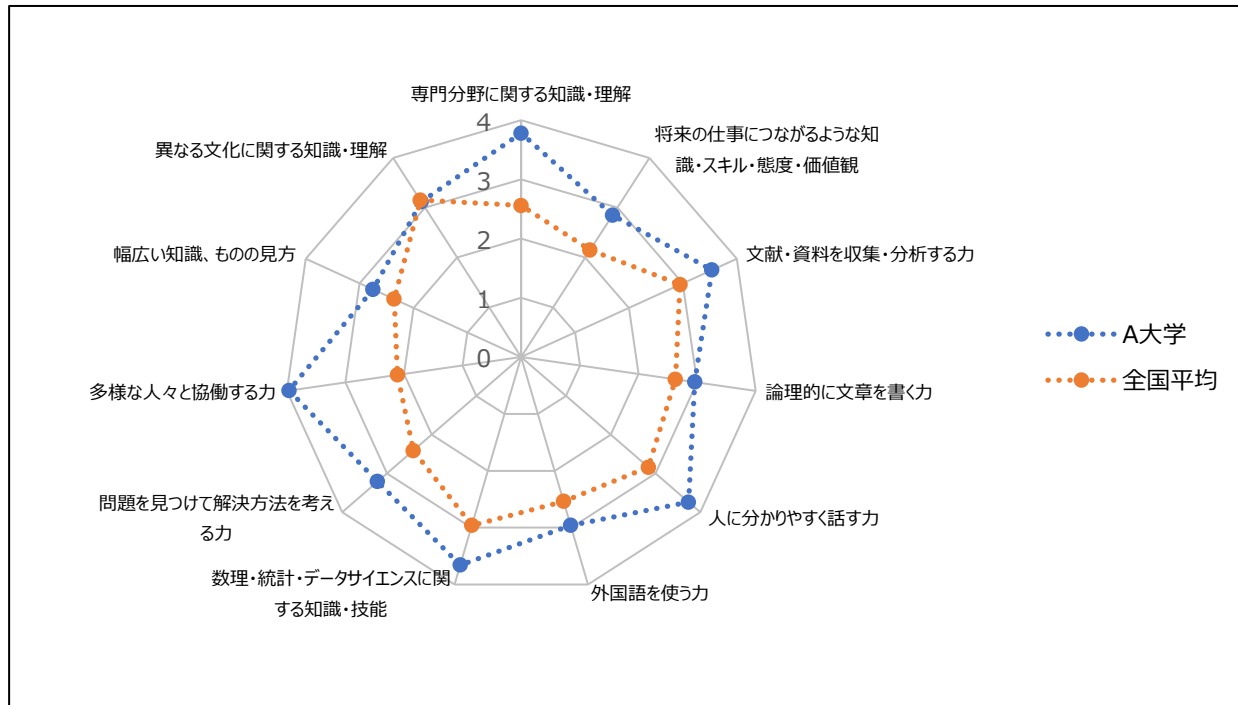 専門分野に関する知識・理解
将来の仕事につながるような知
識・スキル・態度・価値観
文献・資料を収集・分析する力
論理的に文章を書く力
人に分かりやすく話す力
外国語を使う力
数理・統計・データサイエンスに関
する知識・技能
問題を見つけて解決方法を考え
る力
多様な人々と協働する力
幅広い知識、ものの見方
異なる文化に関する知識・理解
4
3
2
1
0
A大学
全国平均